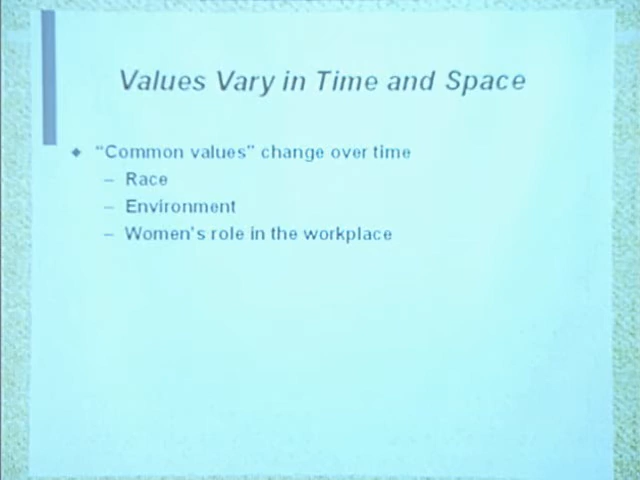 Values Vary in Time and Space
◆ "Common values" change over time
– Race
– Environment
– Women's role in the workplace